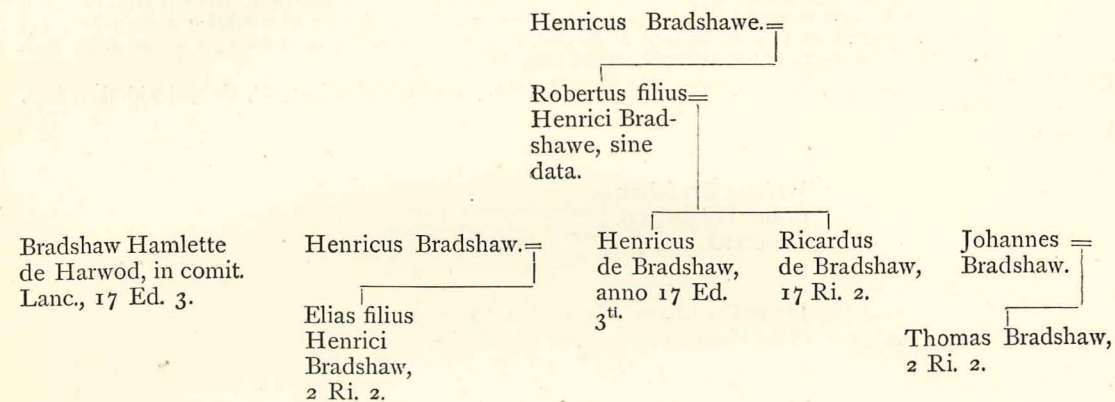 Henricus Bradshawe.=
Robertus filius=
Henrici Brad-
shawe, sine
data.
Bradshaw Hamlette
de Harwod, in comit.
Lanc., 17 Ed. 3.
Henricus Bradshaw.=
Elias filius
Henrici
Bradshaw,
2 Ri. 2.
Henricus
de Bradshaw,
anno 17 Ed.
3ti.
Ricardus
de Bradshaw,
17 Ri. 2.
Johannes =
Bradshaw.
Thomas Bradshaw,
2 Ri. 2.